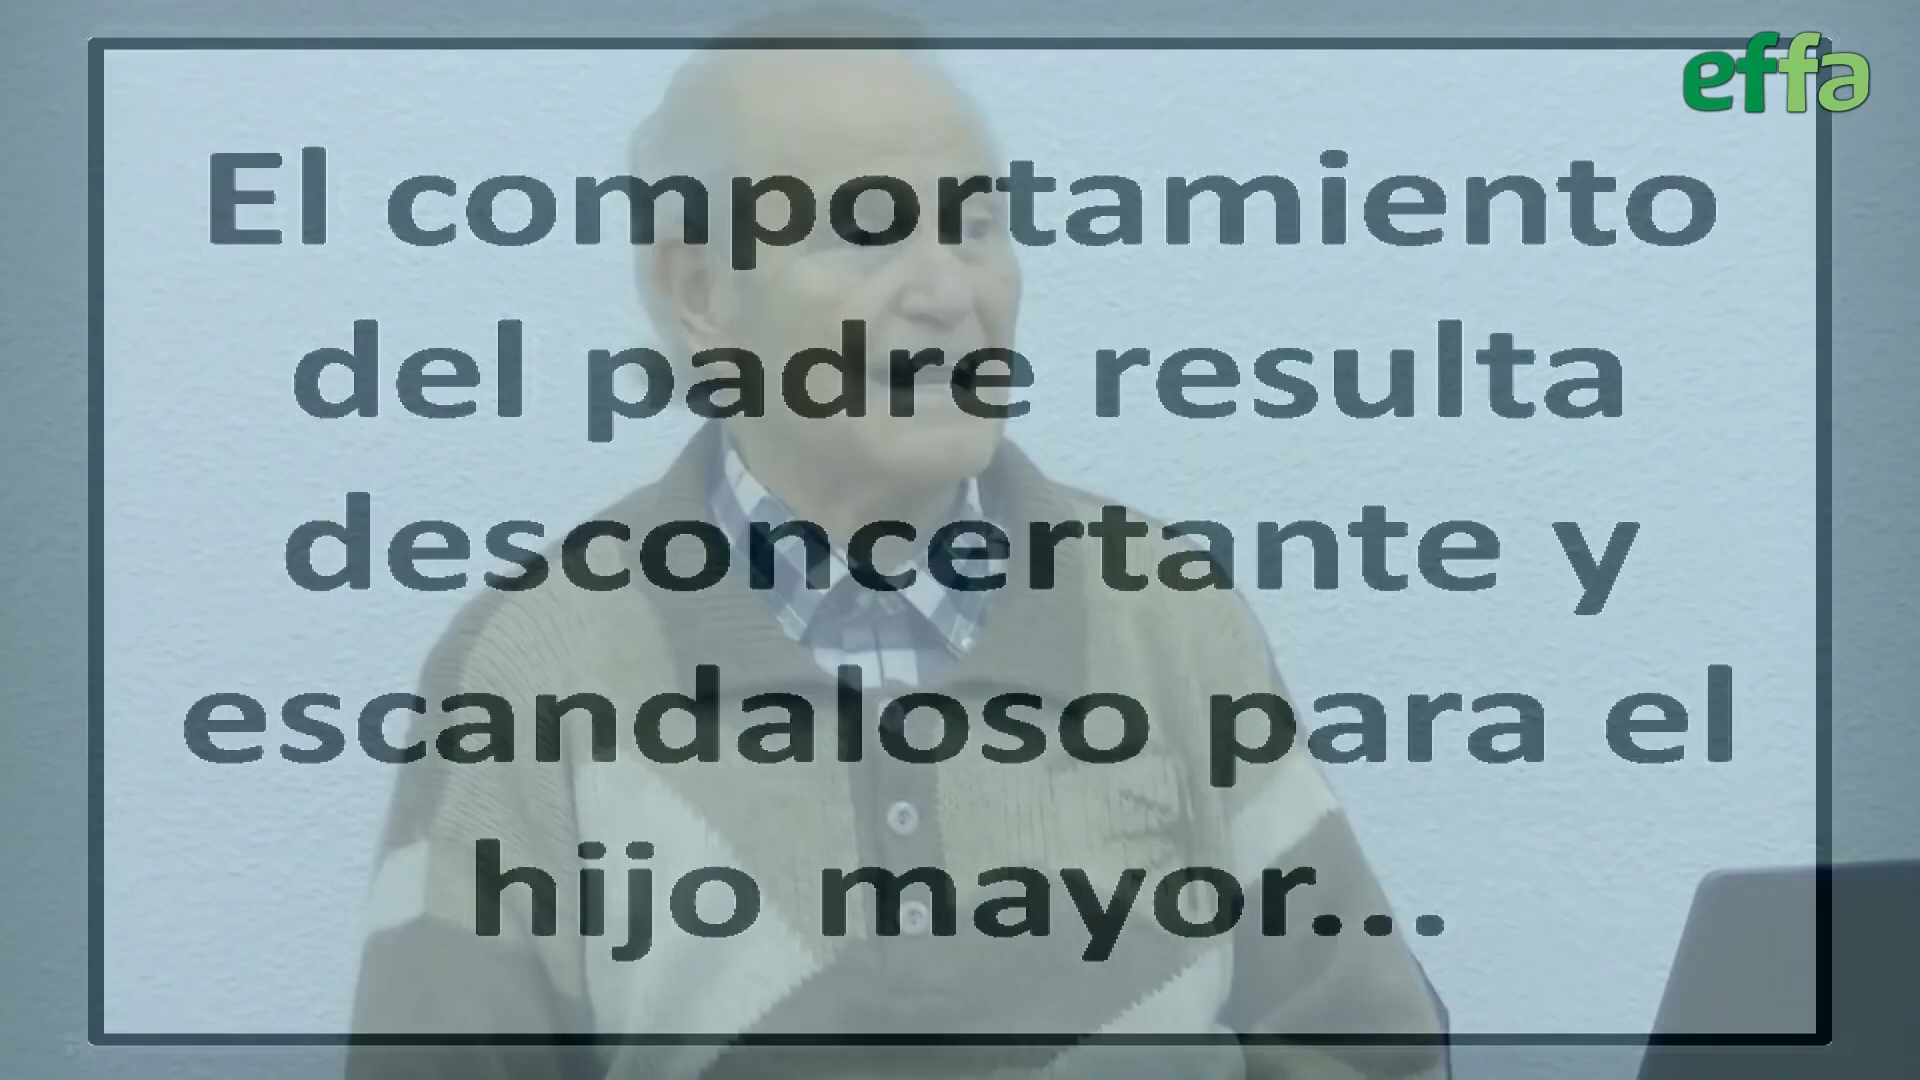 effa
El comportamiento
del padre resulta
desconcertante y
escandaloso para el
hijo mayor...